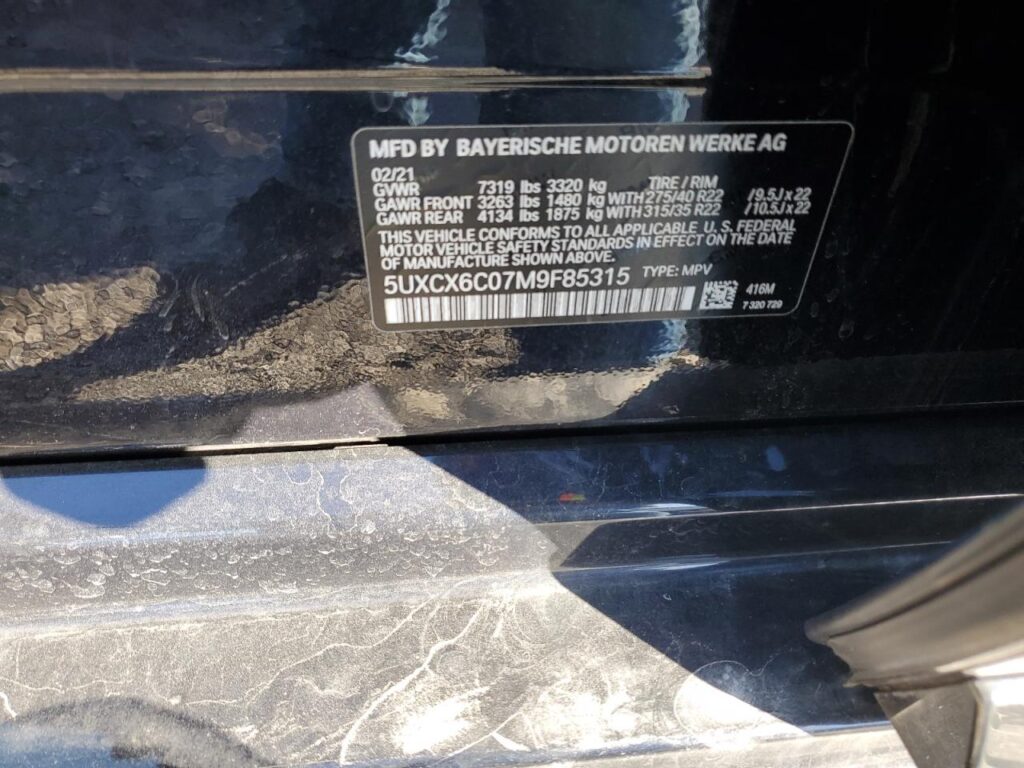 MFD BY BAYERISCHE MOTOREN WERKE AG
02/21 TIRE / RIM
GVWR 7319 lbs 3320 kg
GAWR FRONT 3263 lbs 1480 kg WITH 275/40 R22 /9.5J x 22
GAWR REAR 4134 lbs 1875 kg WITH 315/35 R22 /10.5J x 22
THIS VEHICLE CONFORMS TO ALL APPLICABLE U. S. FEDERAL
MOTOR VEHICLE SAFETY STANDARDS IN EFFECT ON THE DATE
OF MANUFACTURE SHOWN ABOVE.
5UXCX6C07M9F85315 TYPE: MPV
416M
7 320 729